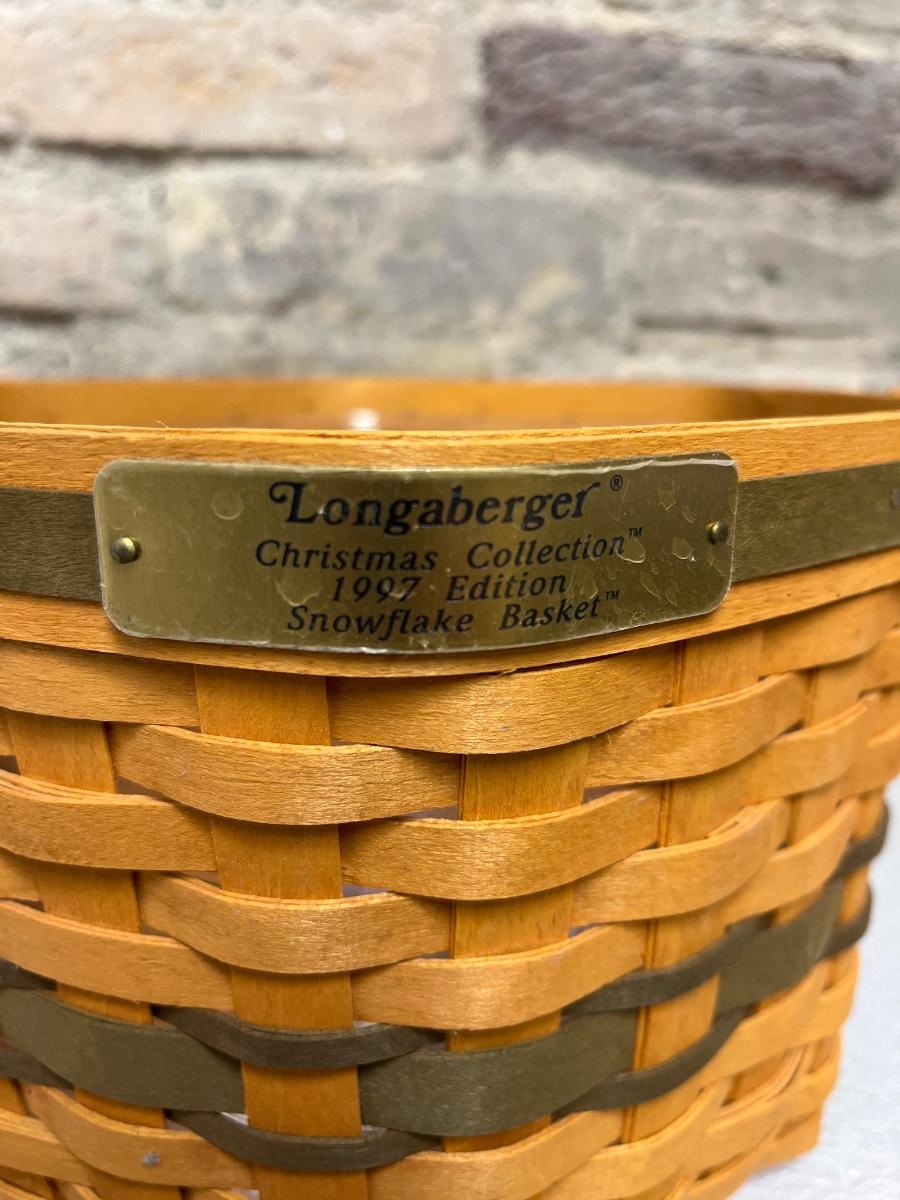 Longaberger®
Christmas Collection™
1997 Edition
Snowflake Basket™